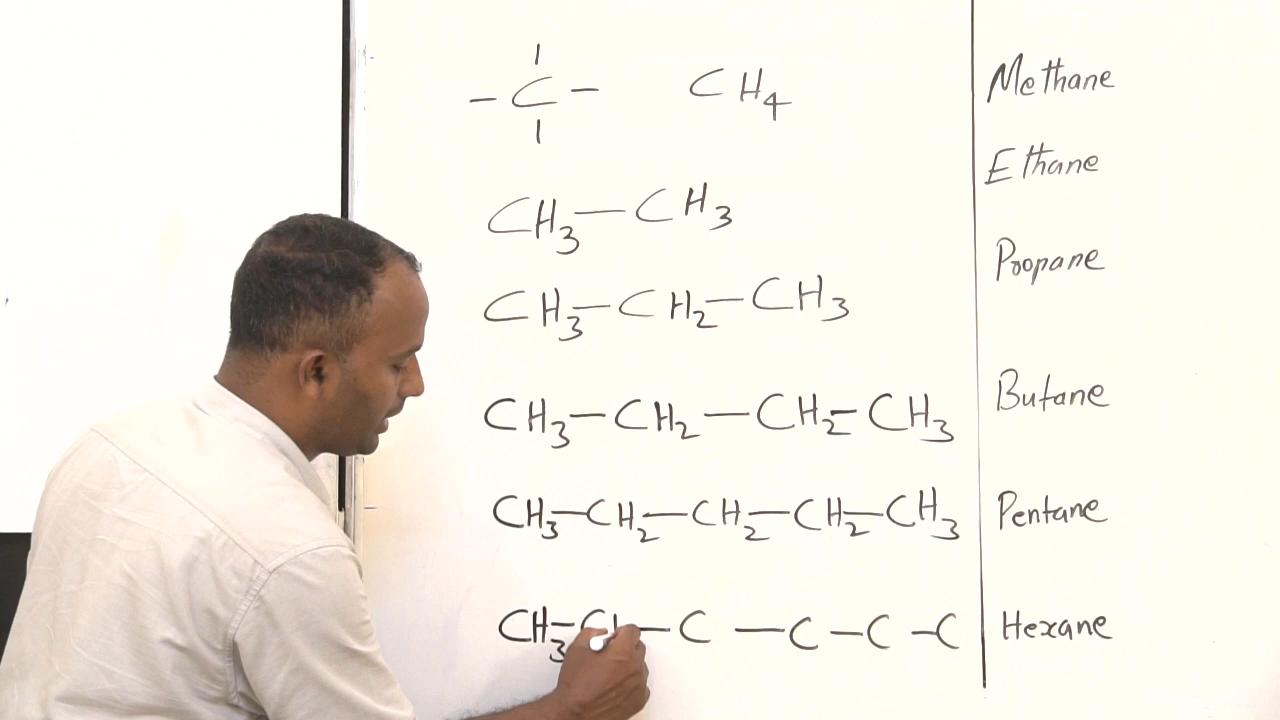 -C- CH4 Methane
Ethane
CH3-CH3
CH3-CH2-CH3 Propane
CH3-CH2-CH2-CH3 Butane
CH3-CH2-CH2-CH2-CH3 Pentane
CH3-C-C-C-C-C Hexane